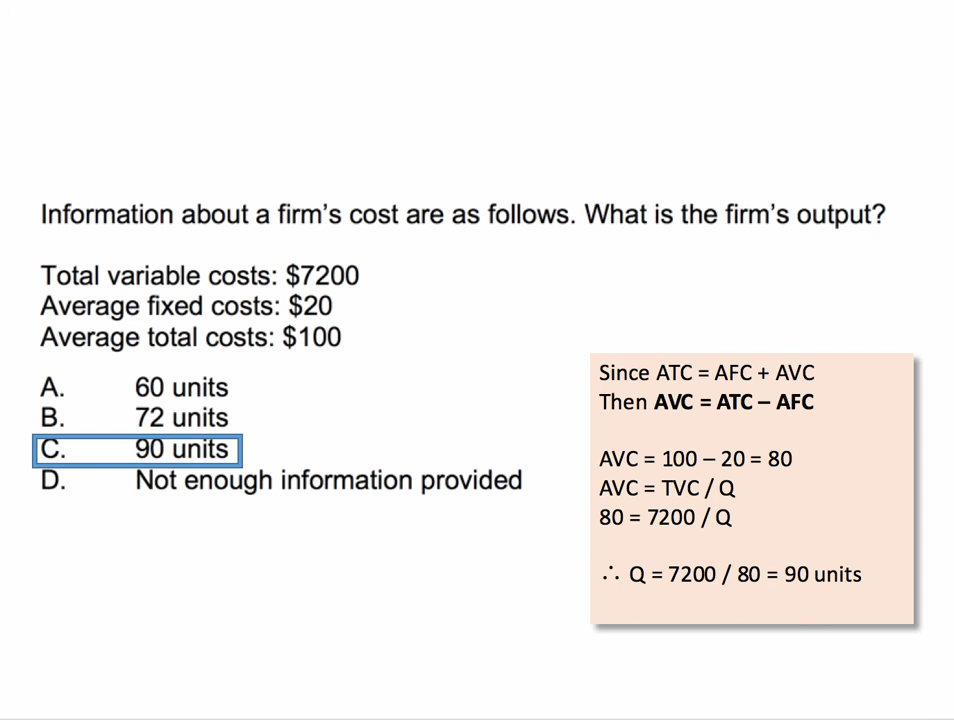 Information about a firm's cost are as follows. What is the firm's output?
Total variable costs: $7200
Average fixed costs: $20
Average total costs: $100
A. 60 units
B. 72 units
C. 90 units
D. Not enough information provided
Since ATC = AFC + AVC
Then AVC = ATC – AFC
AVC = 100 – 20 = 80
AVC = TVC / Q
80 = 7200 / Q
∴ Q = 7200 / 80 = 90 units